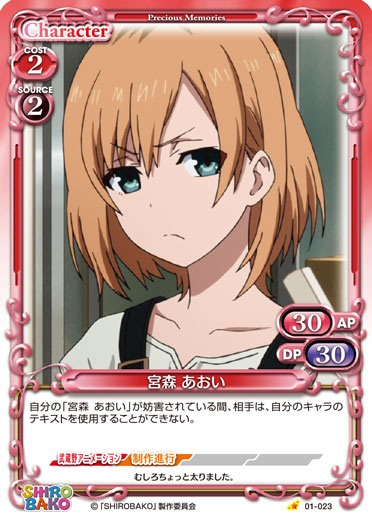 Precious Memories
Character
COST
2
SOURCE
2
30 AP
DP 30
宮森 あおい
自分の「宮森 あおい」が妨害されている間、相手は、自分のキャラの
テキストを使用することができない。
武蔵野アニメーション 制作進行
むしろちょっと太りました。
SHIRO
BAKO
©「SHIROBAKO」製作委員会
01-023